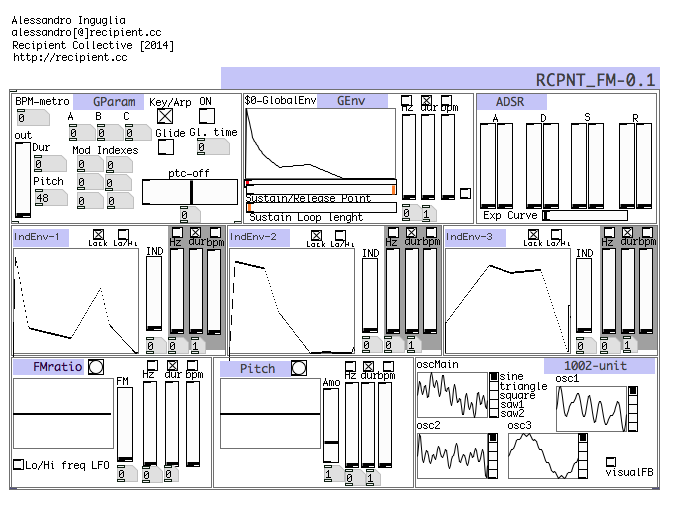 Alessandro Inguglia
alessandro[@]recipient.cc
Recipient Collective [2014]
http://recipient.cc
RCPNT_FM-0.1
BPM-metro GParam Key/Arp ON
0
A B C
0 0 0
out
Glide Gl. time
0
Dur Mod Indexes
0 0 0
Pitch 0 0
48 0 0
ptc-off
0
$0-GlobalEnv GEnv Hz dur bpm
Sustain/Release Point
Sustain Loop lenght
0 1
ADSR
A D S R
Exp Curve
IndEnv-1 Lo/Hi IND Hz dur bpm
0 0 1
IndEnv-2 Lo/Hi IND Hz dur bpm
0 0 1
IndEnv-3 Lo/Hi IND Hz dur bpm
0 0 1
FMratio FM Hz dur bpm
Lo/Hi freq LFO
0 0 0
Pitch Amo Hz dur bpm
1 0 1
oscMain 1002-unit
sine
triangle
square
saw1
saw2
osc1
osc2 osc3
visualFB